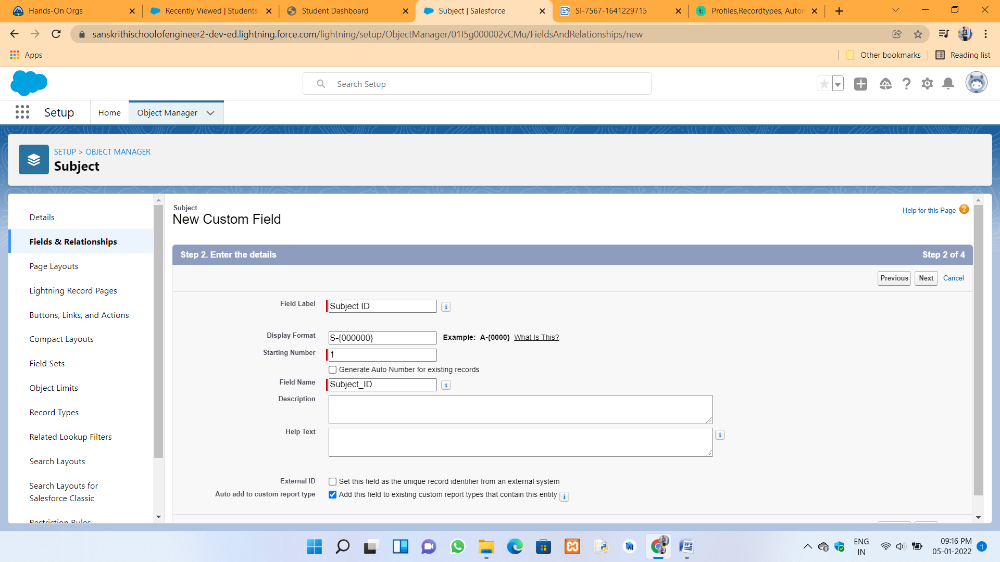 Hands-On Orgs
Recently Viewed | Students
Student Dashboard
Subject | Salesforce
SI-7567-1641229715
Profiles,Recordtypes, Autom
sanskrithischoolofengineer2-dev-ed.lightning.force.com/lightning/setup/ObjectManager/01I5g000002vCMu/FieldsAndRelationships/new
Apps
Other bookmarks
Reading list
Search Setup
Setup
Home
Object Manager
SETUP > OBJECT MANAGER
Subject
Details
Fields & Relationships
Page Layouts
Lightning Record Pages
Buttons, Links, and Actions
Compact Layouts
Field Sets
Object Limits
Record Types
Related Lookup Filters
Search Layouts
Search Layouts for
Salesforce Classic
Restriction Rules
Subject
New Custom Field
Help for this Page ?
Step 2. Enter the details
Step 2 of 4
Previous
Next
Cancel
Field Label
Subject ID
i
Display Format
S-{000000}
Example: A-{0000} What Is This?
Starting Number
1
Generate Auto Number for existing records
Field Name
Subject_ID
i
Description
Help Text
i
External ID
Set this field as the unique record identifier from an external system
Auto add to custom report type
Add this field to existing custom report types that contain this entity
i
ENG
IN
09:16 PM
05-01-2022
1